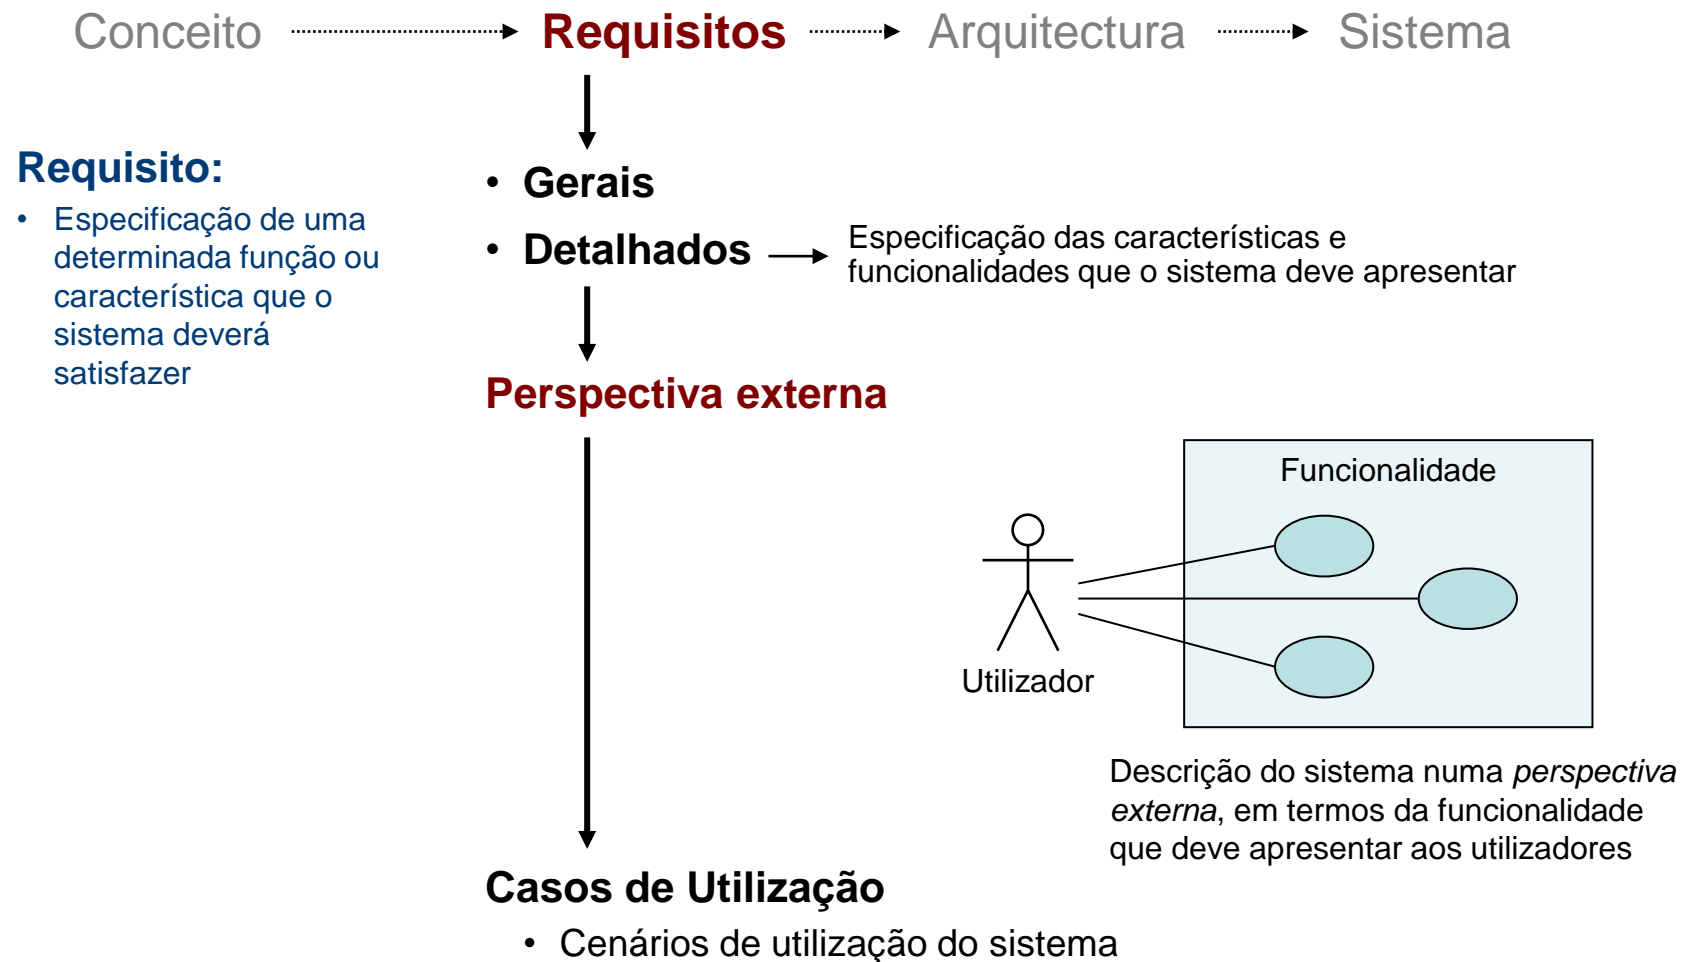 Conceito Requisitos Arquitectura Sistema
Requisito:
• Especificação de uma
determinada função ou
característica que o
sistema deverá
satisfazer
• Gerais
• Detalhados
Especificação das características e
funcionalidades que o sistema deve apresentar
Perspectiva externa
Funcionalidade
Utilizador
Descrição do sistema numa perspectiva
externa, em termos da funcionalidade
que deve apresentar aos utilizadores
Casos de Utilização
• Cenários de utilização do sistema